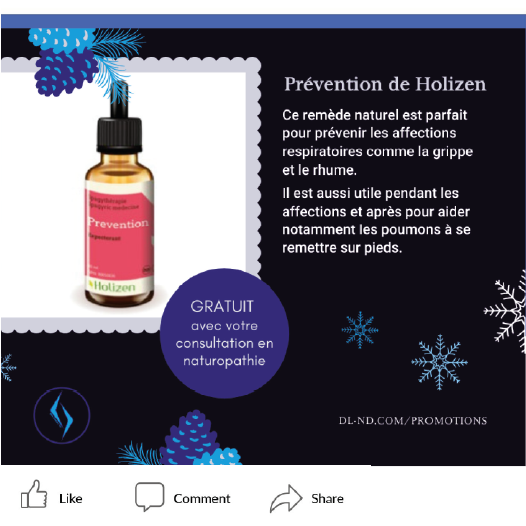 Prévention de Holizen
Ce remède naturel est parfait
pour prévenir les affections
respiratoires comme la grippe
et le rhume.
Il est aussi utile pendant les
affections et après pour aider
notamment les poumons à se
remettre sur pieds.
Prevention
Holizen
GRATUIT
avec votre
consultation en
naturopathie
DL-ND.COM/PROMOTIONS
Like
Comment
Share